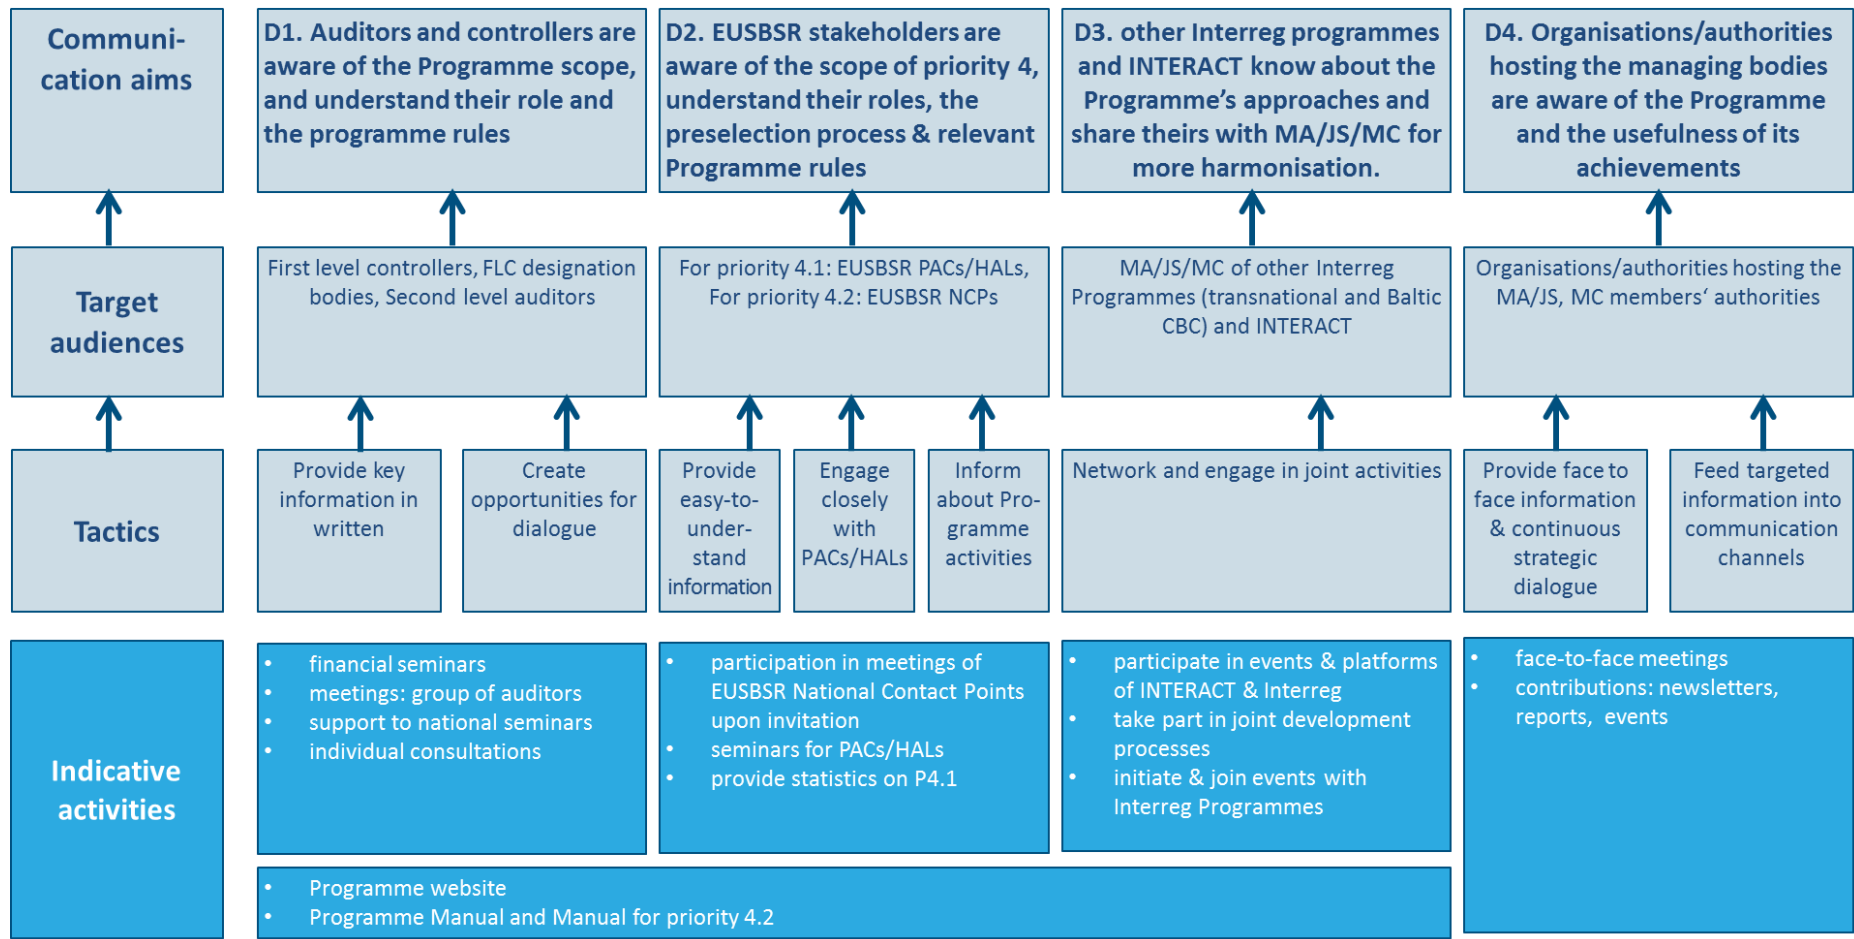 Communi-
cation aims
D1. Auditors and controllers are
aware of the Programme scope,
and understand their role and
the programme rules
D2. EUSBSR stakeholders are
aware of the scope of priority 4,
understand their roles, the
preselection process & relevant
Programme rules
D3. other Interreg programmes
and INTERACT know about the
Programme’s approaches and
share theirs with MA/JS/MC for
more harmonisation.
D4. Organisations/authorities
hosting the managing bodies
are aware of the Programme
and the usefulness of its
achievements
Target
audiences
First level controllers, FLC designation
bodies, Second level auditors
For priority 4.1: EUSBSR PACs/HALs,
For priority 4.2: EUSBSR NCPs
MA/JS/MC of other Interreg
Programmes (transnational and Baltic
CBC) and INTERACT
Organisations/authorities hosting the
MA/JS, MC members‘ authorities
Tactics
Provide key
information in
written
Create
opportunities for
dialogue
Provide
easy-to-
under-
stand
information
Engage
closely
with
PACs/HALs
Inform
about Pro-
gramme
activities
Network and engage in joint activities
Provide face to
face information
& continuous
strategic
dialogue
Feed targeted
information into
communication
channels
Indicative
activities
• financial seminars
• meetings: group of auditors
• support to national seminars
• individual consultations
• participation in meetings of
EUSBSR National Contact Points
upon invitation
• seminars for PACs/HALs
• provide statistics on P4.1
• participate in events & platforms
of INTERACT & Interreg
• take part in joint development
processes
• initiate & join events with
Interreg Programmes
• face-to-face meetings
• contributions: newsletters,
reports, events
• Programme website
• Programme Manual and Manual for priority 4.2